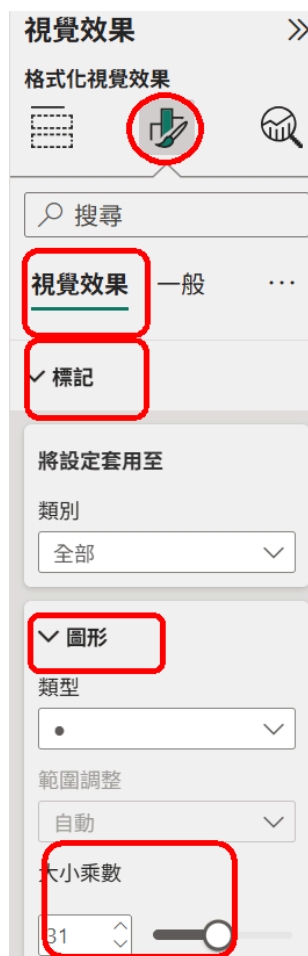 視覺效果
格式化視覺效果
搜尋
視覺效果 一般 ...
標記
將設定套用至
類別
全部
圖形
類型
範圍調整
自動
大小乘數
31